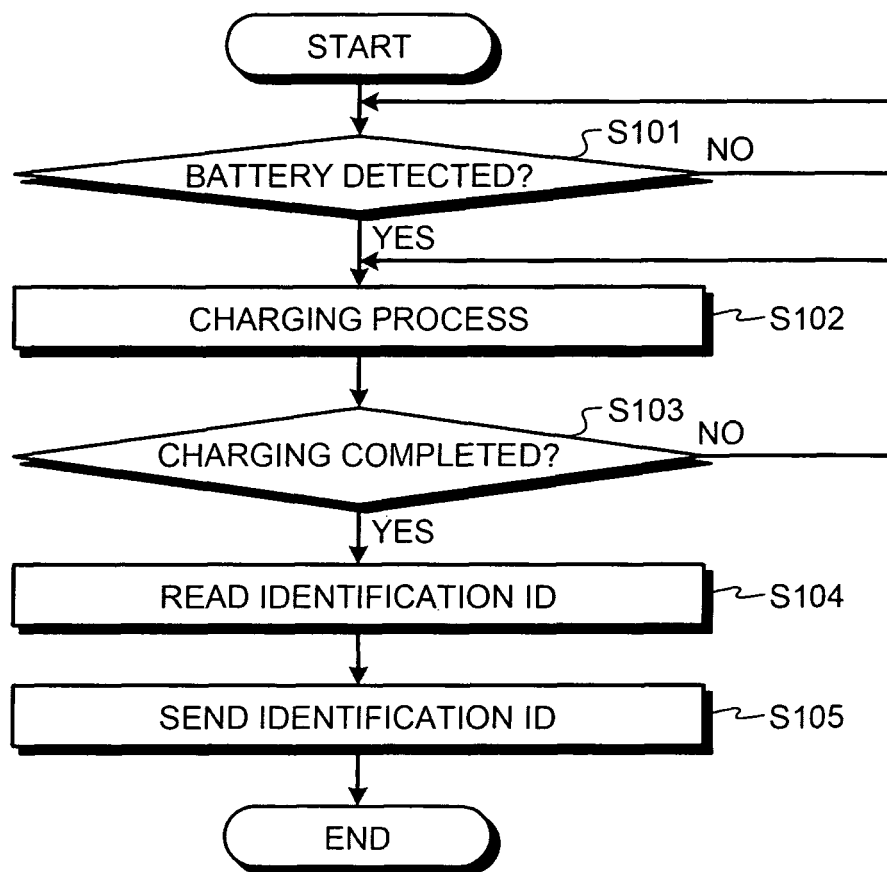 START
S101
BATTERY DETECTED?
NO
YES
CHARGING PROCESS
S102
S103
CHARGING COMPLETED?
NO
YES
READ IDENTIFICATION ID
S104
SEND IDENTIFICATION ID
S105
END